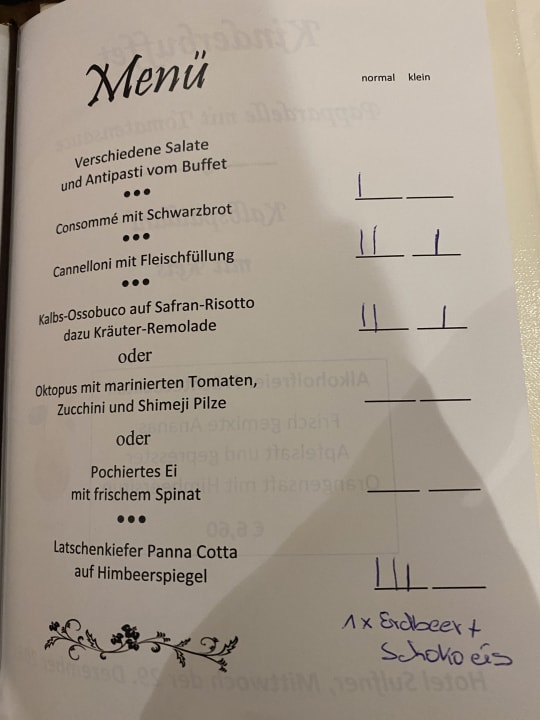 Menü
normal klein
Verschiedene Salate
und Antipasti vom Buffet
Consommé mit Schwarzbrot
Cannelloni mit Fleischfüllung
Kalbs-Ossobuco auf Safran-Risotto
dazu Kräuter-Remolade
oder
Oktopus mit marinierten Tomaten,
Zucchini und Shimeji Pilze
oder
Pochiertes Ei
mit frischem Spinat
Latschenkiefer Panna Cotta
auf Himbeerspiegel
1x Erdbeer +
Schoko eis